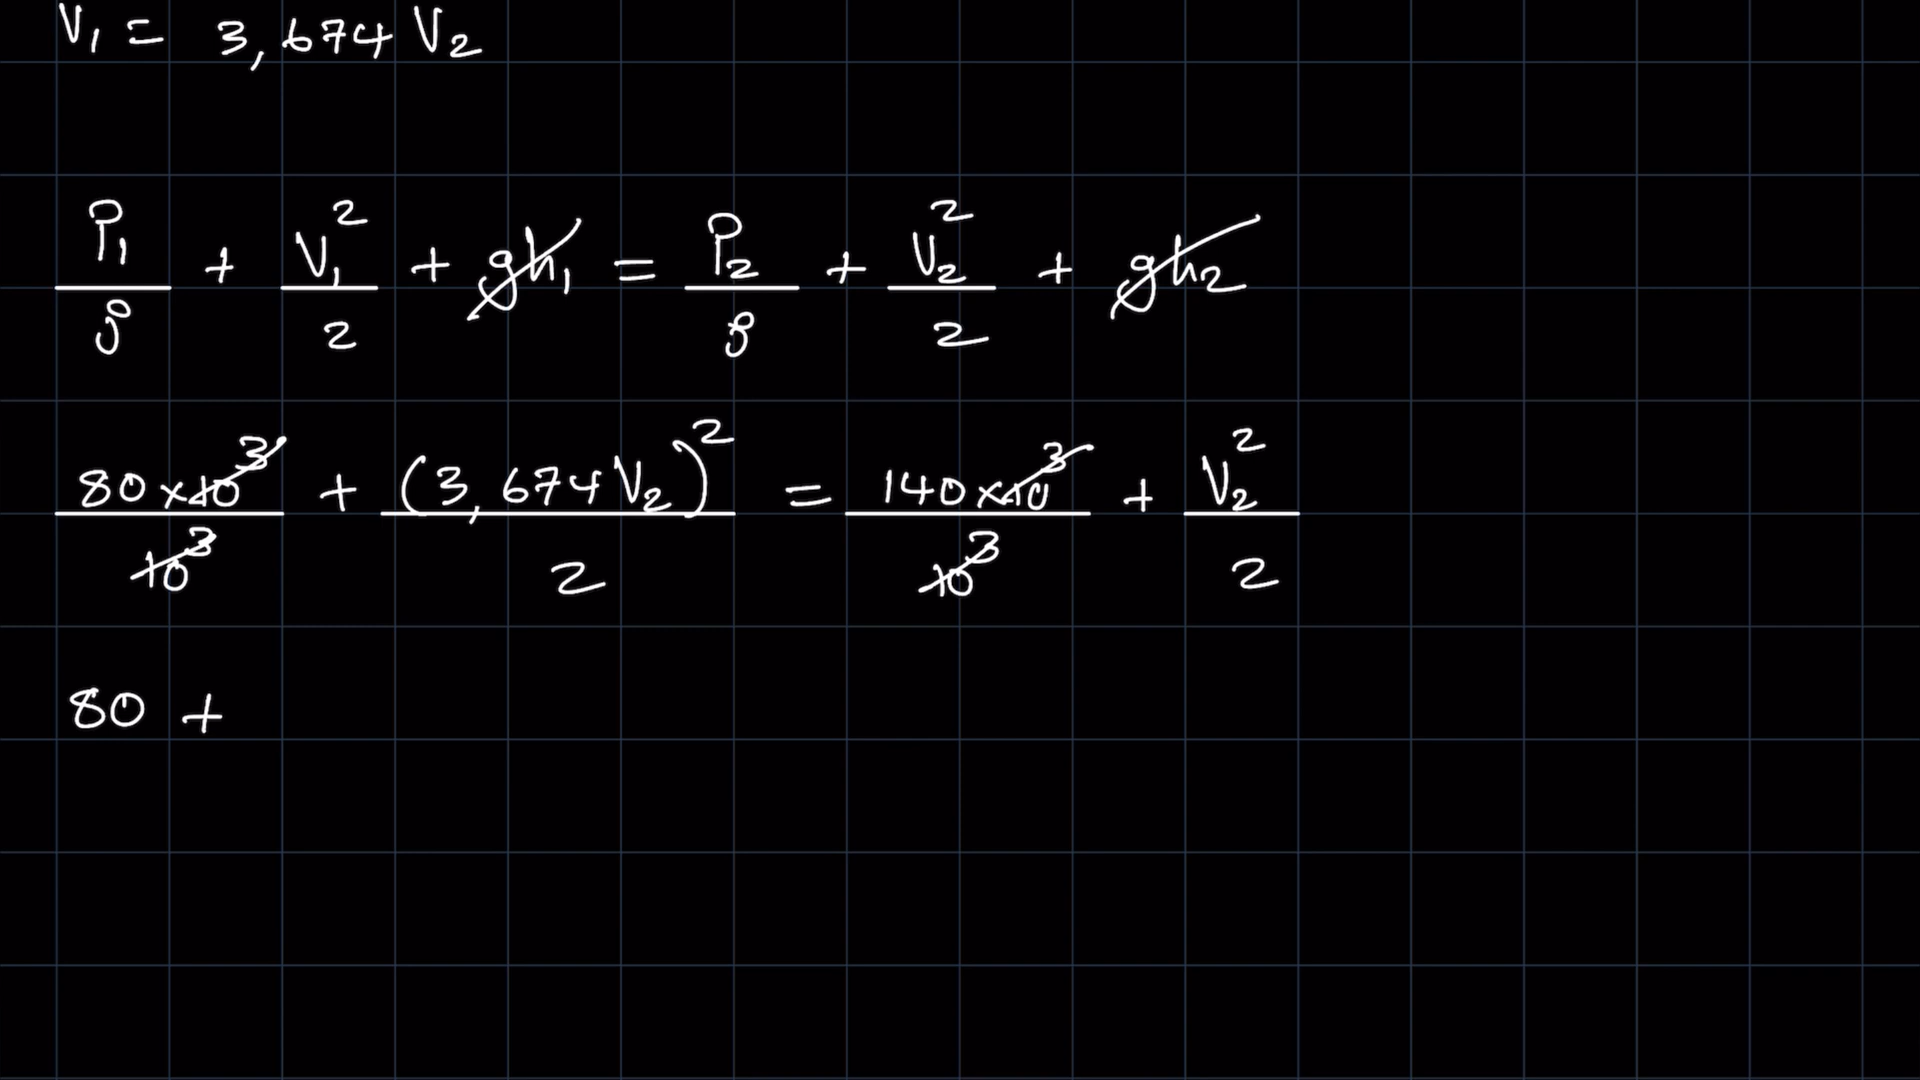 V₁ = 3,674 V₂
P₁/ρ + V₁²/2 + gh₁ = P₂/ρ + V₂²/2 + gh₂
80×10³/10³ + (3,674V₂)²/2 = 140×10³/10³ + V₂²/2
80 +